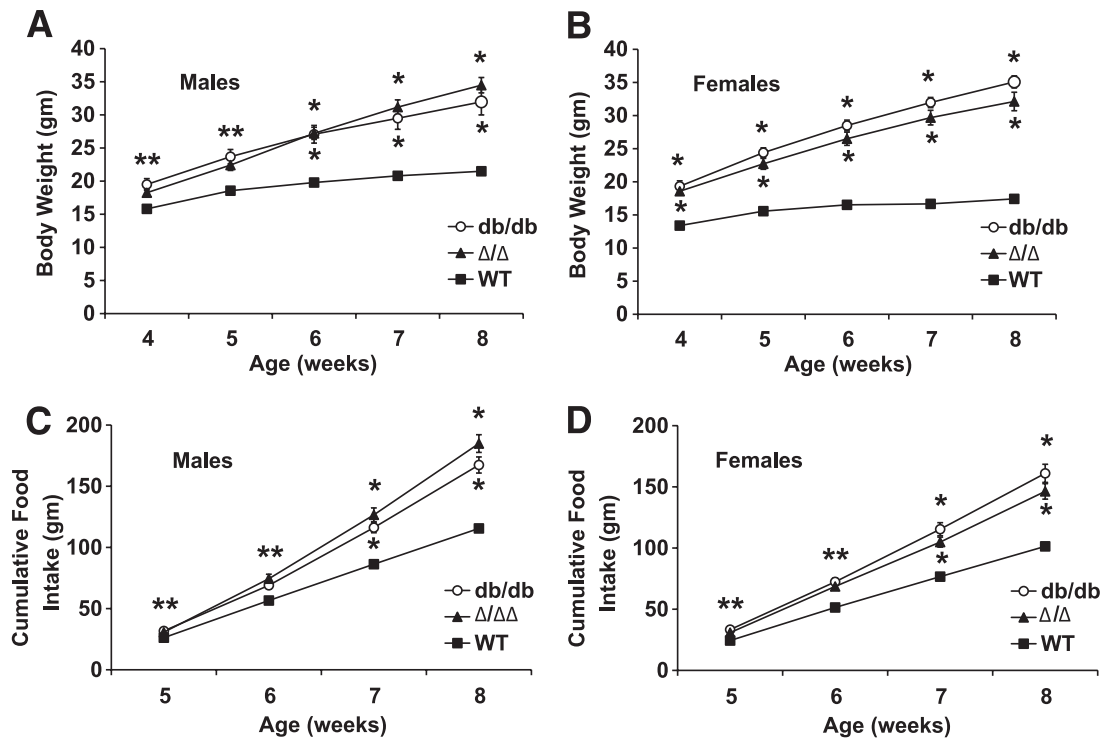 A
B
40
35
30
25
20
15
10
5
0
Body Weight (gm)
Males
**
**
*
*
*
*
*
*
db/db
Δ/Δ
WT
4 5 6 7 8
Age (weeks)
40
35
30
25
20
15
10
5
0
Body Weight (gm)
Females
*
*
*
*
*
*
*
*
*
*
db/db
Δ/Δ
WT
4 5 6 7 8
Age (weeks)
C
D
200
150
100
50
0
Cumulative Food
Intake (gm)
Males
**
**
*
*
*
*
db/db
Δ/ΔΔ
WT
5 6 7 8
Age (weeks)
200
150
100
50
0
Cumulative Food
Intake (gm)
Females
**
**
*
*
*
*
db/db
Δ/Δ
WT
5 6 7 8
Age (weeks)